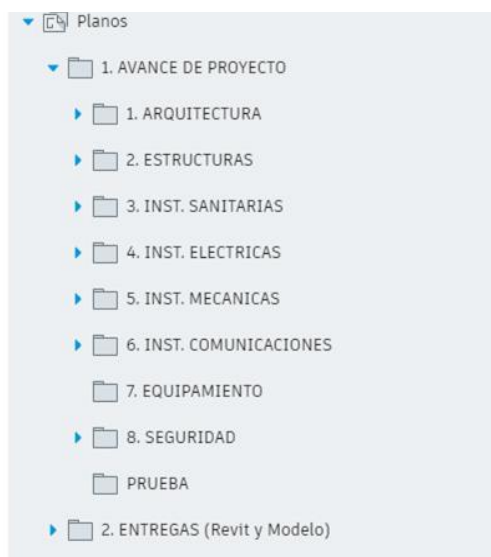 Planos
1. AVANCE DE PROYECTO
1. ARQUITECTURA
2. ESTRUCTURAS
3. INST. SANITARIAS
4. INST. ELECTRICAS
5. INST. MECANICAS
6. INST. COMUNICACIONES
7. EQUIPAMIENTO
8. SEGURIDAD
PRUEBA
2. ENTREGAS (Revit y Modelo)